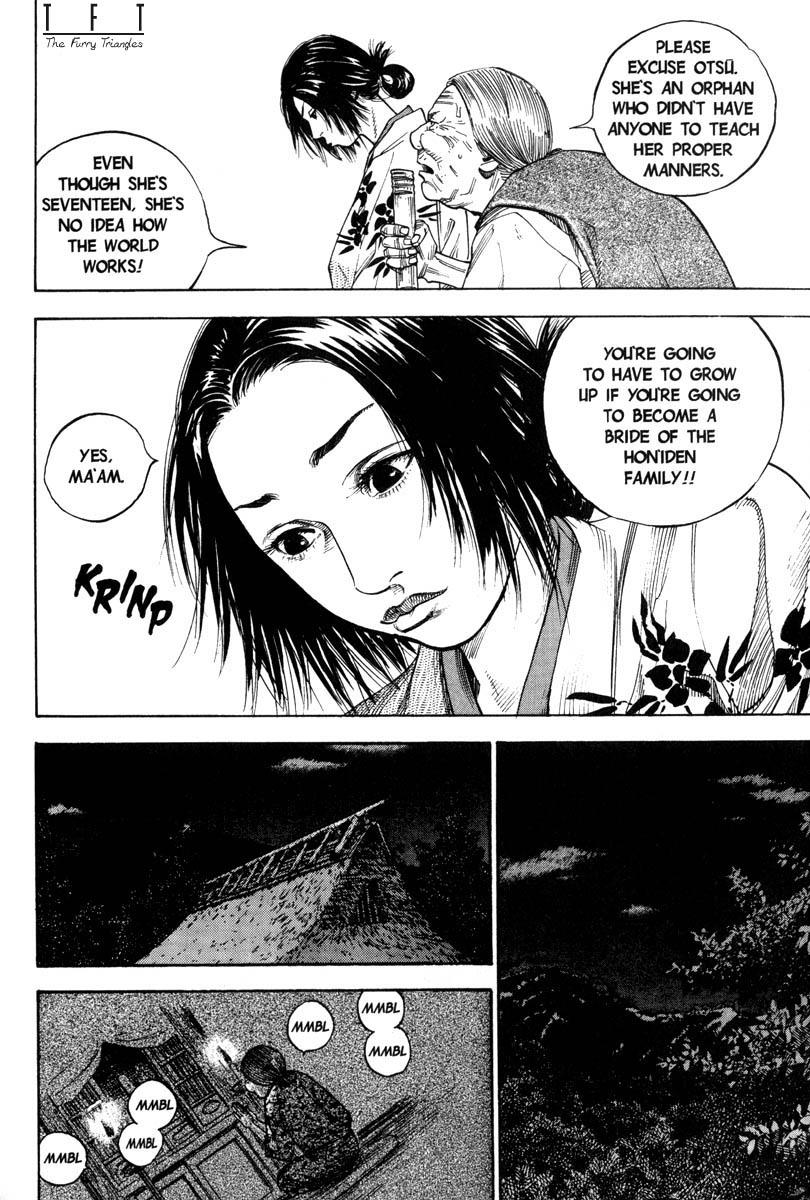 TFT
The Furry Triangles
PLEASE
EXCUSE OTSŪ.
SHE'S AN ORPHAN
WHO DIDN'T HAVE
ANYONE TO TEACH
HER PROPER
MANNERS.
EVEN
THOUGH SHE'S
SEVENTEEN, SHE'S
NO IDEA HOW
THE WORLD
WORKS!
YOU'RE GOING
TO HAVE TO GROW
UP IF YOU'RE GOING
TO BECOME A
BRIDE OF THE
HON'IDEN
FAMILY!!
YES,
MA'AM.
KRINP
MMBL
MMBL
MMBL
MMBL
MMBL
MMBL